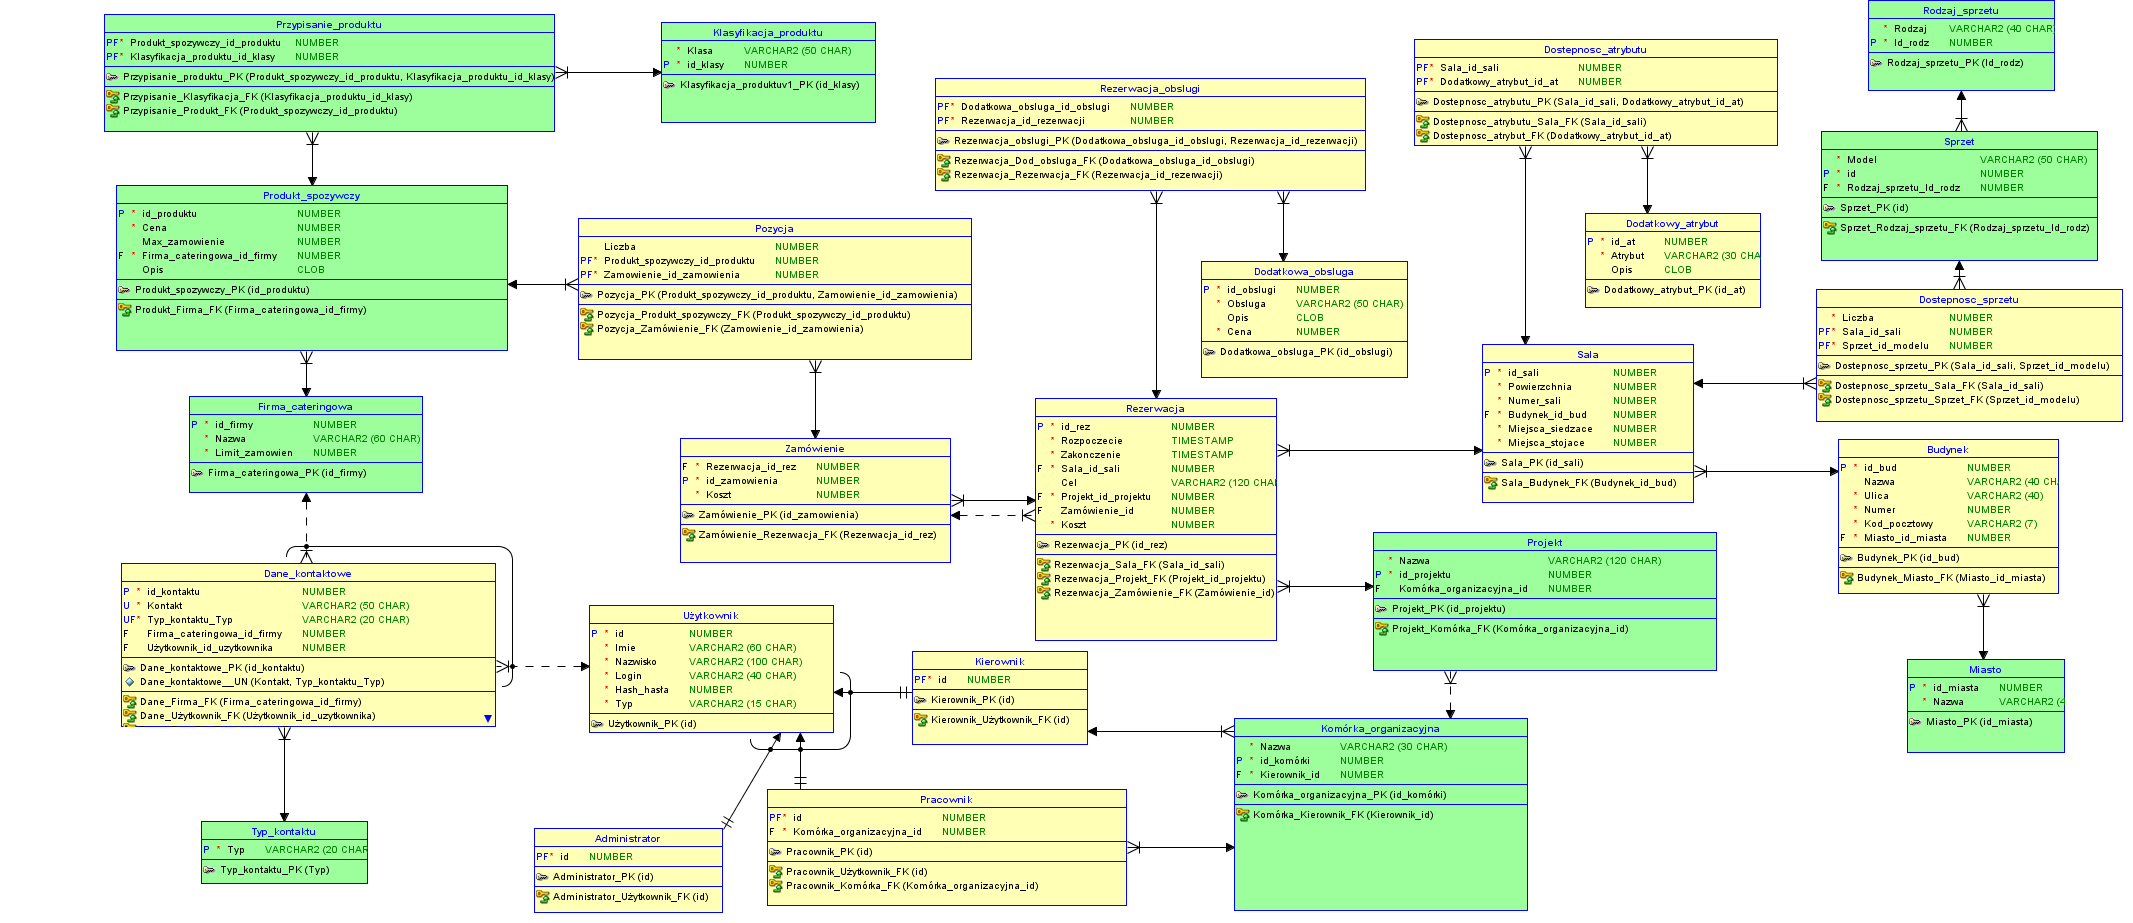 Przypisanie_produktu
PF* Produkt_spozywczy_id_produktu NUMBER
PF* Klasyfikacja_produktu_id_klasy NUMBER
Przypisanie_produktu_PK (Produkt_spozywczy_id_produktu, Klasyfikacja_produktu_id_klasy)
Przypisanie_Klasyfikacja_FK (Klasyfikacja_produktu_id_klasy)
Przypisanie_Produkt_FK (Produkt_spozywczy_id_produktu)
Klasyfikacja_produktu
* Klasa VARCHAR2 (50 CHAR)
P * id_klasy NUMBER
Klasyfikacja_produktuv1_PK (id_klasy)
Rezerwacja_obslugi
PF* Dodatkowa_obsluga_id_obslugi NUMBER
PF* Rezerwacja_id_rezerwacji NUMBER
Rezerwacja_obslugi_PK (Dodatkowa_obsluga_id_obslugi, Rezerwacja_id_rezerwacji)
Rezerwacja_Dod_obsluga_FK (Dodatkowa_obsluga_id_obslugi)
Rezerwacja_Rezerwacja_FK (Rezerwacja_id_rezerwacji)
Dostepnosc_atrybutu
PF* Sala_id_sali NUMBER
PF* Dodatkowy_atrybut_id_at NUMBER
Dostepnosc_atrybutu_PK (Sala_id_sali, Dodatkowy_atrybut_id_at)
Dostepnosc_atrybutu_Sala_FK (Sala_id_sali)
Dostepnosc_atrybut_FK (Dodatkowy_atrybut_id_at)
Rodzaj_sprzetu
* Rodzaj VARCHAR2 (40 CHAR
P * Id_rodz NUMBER
Rodzaj_sprzetu_PK (Id_rodz)
Sprzet
* Model VARCHAR2 (50 CHAR)
P * id NUMBER
F * Rodzaj_sprzetu_Id_rodz NUMBER
Sprzet_PK (id)
Sprzet_Rodzaj_sprzetu_FK (Rodzaj_sprzetu_Id_rodz)
Produkt_spozywczy
P * id_produktu NUMBER
* Cena NUMBER
Max_zamowienie NUMBER
F * Firma_cateringowa_id_firmy NUMBER
Opis CLOB
Produkt_spozywczy_PK (id_produktu)
Produkt_Firma_FK (Firma_cateringowa_id_firmy)
Pozycja
Liczba NUMBER
PF* Produkt_spozywczy_id_produktu NUMBER
PF* Zamowienie_id_zamowienia NUMBER
Pozycja_PK (Produkt_spozywczy_id_produktu, Zamowienie_id_zamowienia)
Pozycja_Produkt_spozywczy_FK (Produkt_spozywczy_id_produktu)
Pozycja_Zamówienie_FK (Zamowienie_id_zamowienia)
Dodatkowa_obsluga
P * id_obslugi NUMBER
* Obsluga VARCHAR2 (50 CHAR)
Opis CLOB
* Cena NUMBER
Dodatkowa_obsluga_PK (id_obslugi)
Dodatkowy_atrybut
P * id_at NUMBER
* Atrybut VARCHAR2 (30 CHA
Opis CLOB
Dodatkowy_atrybut_PK (id_at)
Dostepnosc_sprzetu
* Liczba NUMBER
PF* Sala_id_sali NUMBER
PF* Sprzet_id_modelu NUMBER
Dostepnosc_sprzetu_PK (Sala_id_sali, Sprzet_id_modelu)
Dostepnosc_sprzetu_Sala_FK (Sala_id_sali)
Dostepnosc_sprzetu_Sprzet_FK (Sprzet_id_modelu)
Sala
P * id_sali NUMBER
* Powierzchnia NUMBER
* Numer_sali NUMBER
F * Budynek_id_bud NUMBER
* Miejsca_siedzace NUMBER
* Miejsca_stojace NUMBER
Sala_PK (id_sali)
Sala_Budynek_FK (Budynek_id_bud)
Firma_cateringowa
P * id_firmy NUMBER
* Nazwa VARCHAR2 (60 CHAR)
* Limit_zamowien NUMBER
Firma_cateringowa_PK (id_firmy)
Zamówienie
F * Rezerwacja_id_rez NUMBER
P * id_zamowienia NUMBER
* Koszt NUMBER
Zamówienie_PK (id_zamowienia)
Zamówienie_Rezerwacja_FK (Rezerwacja_id_rez)
Rezerwacja
P * id_rez NUMBER
* Rozpoczecie TIMESTAMP
* Zakonczenie TIMESTAMP
F * Sala_id_sali NUMBER
Cel VARCHAR2 (120 CHA
F * Projekt_id_projektu NUMBER
F Zamówienie_id NUMBER
* Koszt NUMBER
Rezerwacja_PK (id_rez)
Rezerwacja_Sala_FK (Sala_id_sali)
Rezerwacja_Projekt_FK (Projekt_id_projektu)
Rezerwacja_Zamówienie_FK (Zamówienie_id)
Budynek
P * id_bud NUMBER
Nazwa VARCHAR2 (40 CH
* Ulica VARCHAR2 (40)
* Numer NUMBER
* Kod_pocztowy VARCHAR2 (7)
F * Miasto_id_miasta NUMBER
Budynek_PK (id_bud)
Budynek_Miasto_FK (Miasto_id_miasta)
Projekt
* Nazwa VARCHAR2 (120 CHAR)
P * id_projektu NUMBER
F Komórka_organizacyjna_id NUMBER
Projekt_PK (id_projektu)
Projekt_Komórka_FK (Komórka_organizacyjna_id)
Dane_kontaktowe
P * id_kontaktu NUMBER
U * Kontakt VARCHAR2 (50 CHAR)
UF* Typ_kontaktu_Typ VARCHAR2 (20 CHAR)
F Firma_cateringowa_id_firmy NUMBER
F Użytkownik_id_uzytkownika NUMBER
Dane_kontaktowe_PK (id_kontaktu)
Dane_kontaktowe__UN (Kontakt, Typ_kontaktu_Typ)
Dane_Firma_FK (Firma_cateringowa_id_firmy)
Dane_Użytkownik_FK (Użytkownik_id_uzytkownika)
Użytkownik
P * id NUMBER
* Imie VARCHAR2 (60 CHAR)
* Nazwisko VARCHAR2 (100 CHAR)
* Login VARCHAR2 (40 CHAR)
* Hash_hasła NUMBER
* Typ VARCHAR2 (15 CHAR)
Użytkownik_PK (id)
Kierownik
PF* id NUMBER
Kierownik_PK (id)
Kierownik_Użytkownik_FK (id)
Miasto
P * id_miasta NUMBER
* Nazwa VARCHAR2 (4
Miasto_PK (id_miasta)
Komórka_organizacyjna
* Nazwa VARCHAR2 (30 CHAR)
P * id_komórki NUMBER
F * Kierownik_id NUMBER
Komórka_organizacyjna_PK (id_komórki)
Komórka_Kierownik_FK (Kierownik_id)
Pracownik
PF* id NUMBER
F * Komórka_organizacyjna_id NUMBER
Pracownik_PK (id)
Pracownik_Użytkownik_FK (id)
Pracownik_Komórka_FK (Komórka_organizacyjna_id)
Typ_kontaktu
P * Typ VARCHAR2 (20 CHAR
Typ_kontaktu_PK (Typ)
Administrator
PF* id NUMBER
Administrator_PK (id)
Administrator_Użytkownik_FK (id)